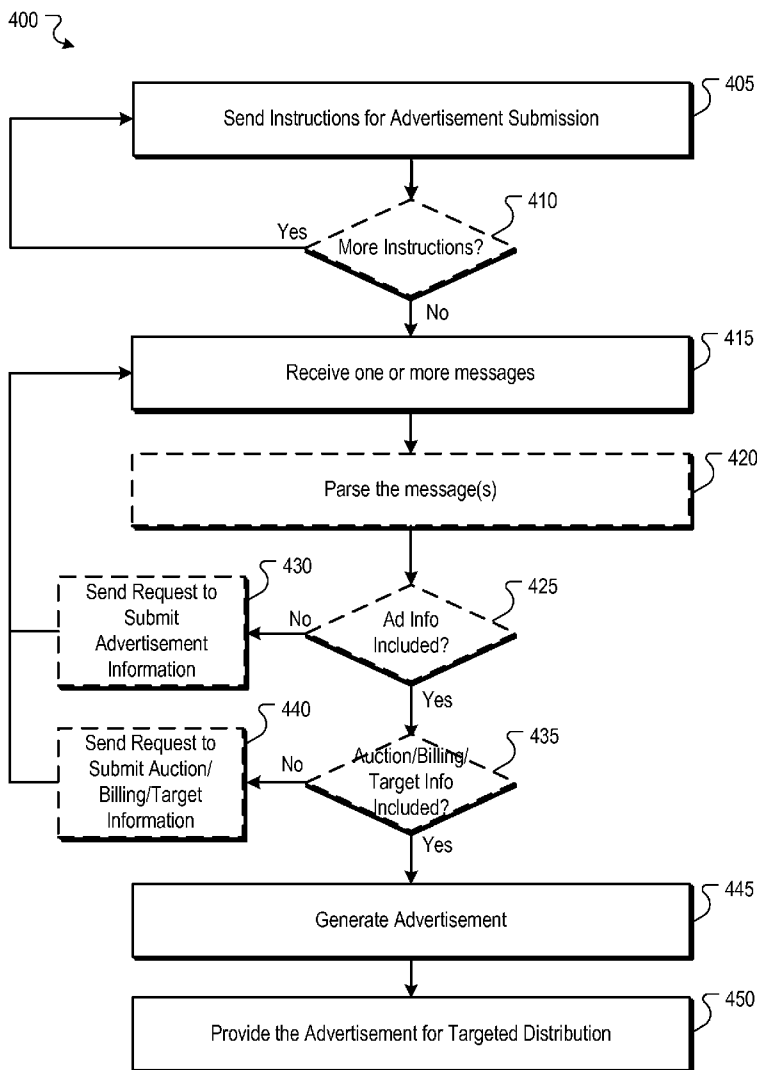 400
405
Send Instructions for Advertisement Submission
410
Yes
More Instructions?
No
415
Receive one or more messages
420
Parse the message(s)
430
425
Send Request to
Submit
Advertisement
Information
No
Ad Info
Included?
Yes
440
435
Send Request to
Submit Auction/
Billing/Target
Information
No
Auction/Billing/
Target Info
Included?
Yes
445
Generate Advertisement
450
Provide the Advertisement for Targeted Distribution